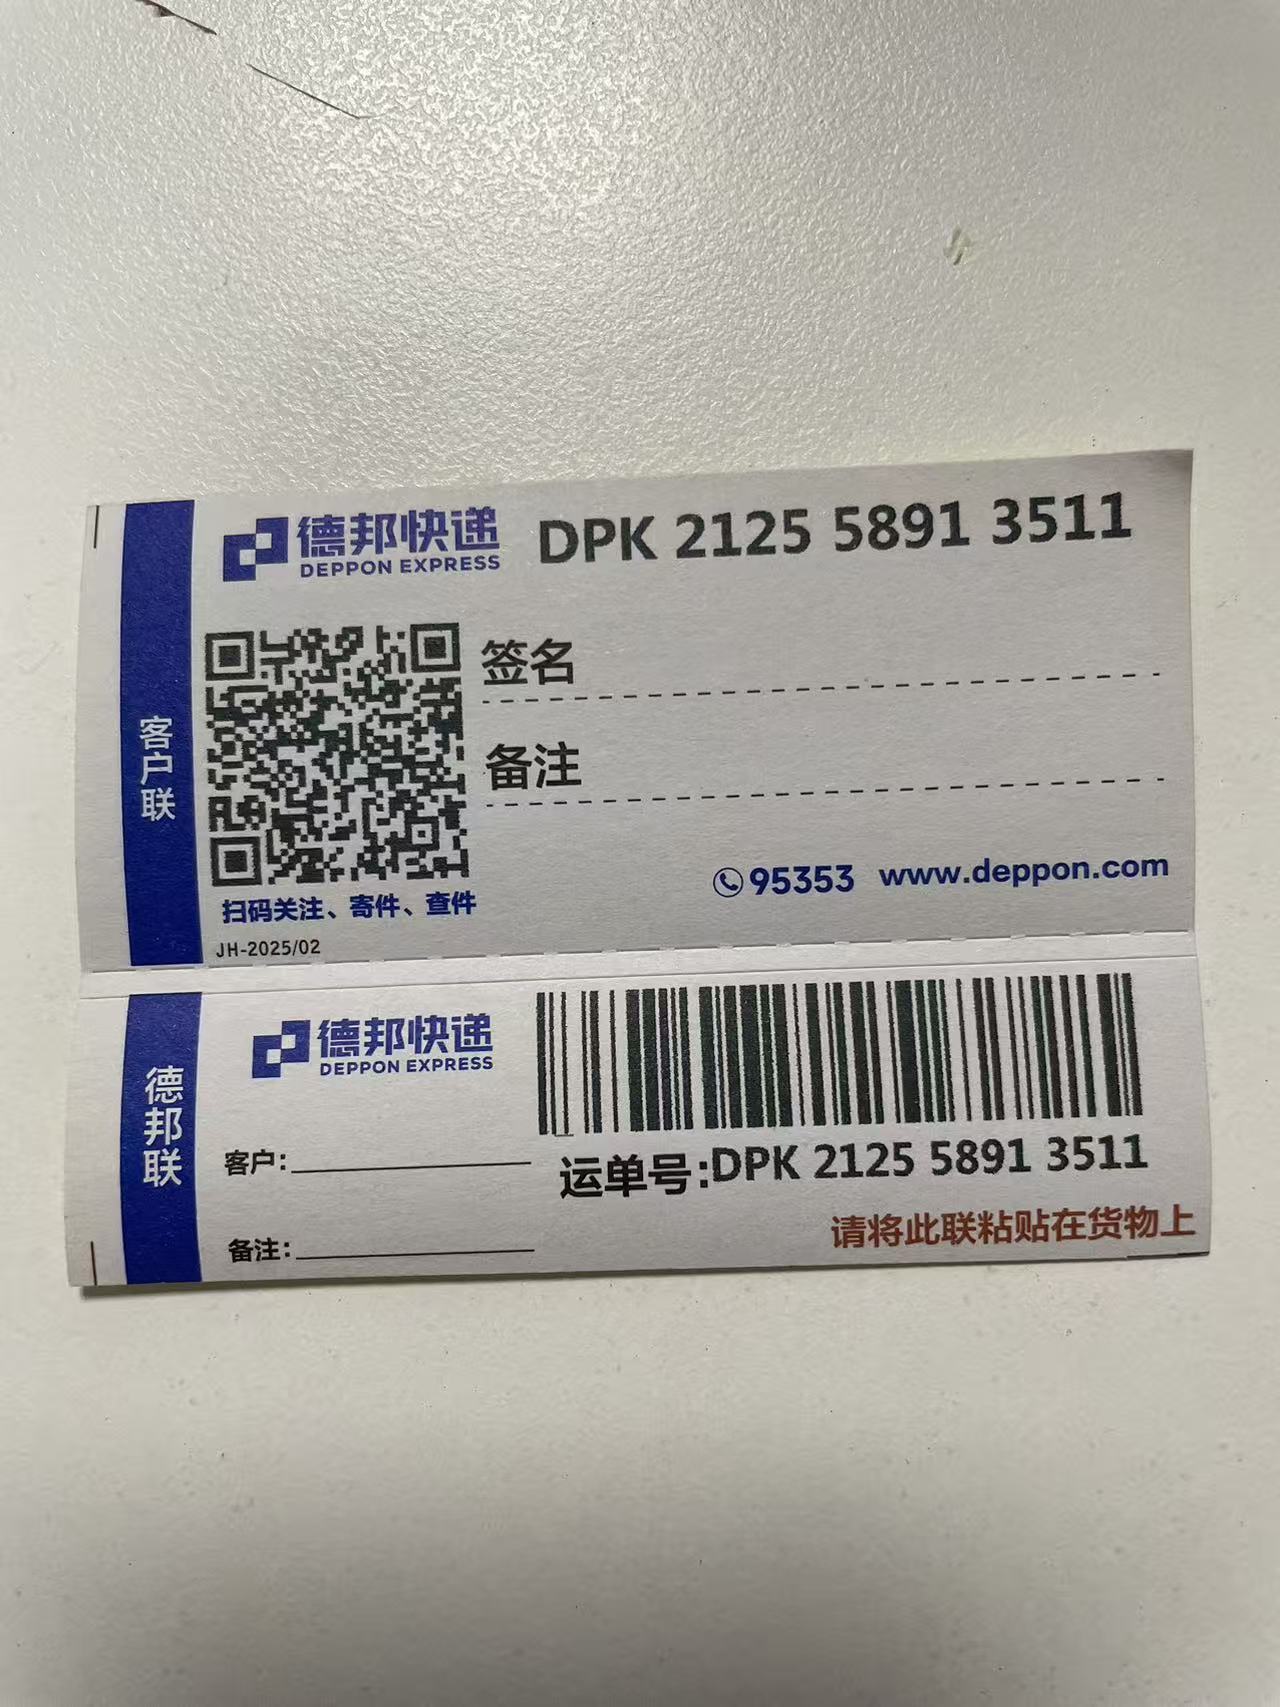 德邦快递
DEPPON EXPRESS
DPK 2125 5891 3511
客户联
签名
备注
95353 www.deppon.com
扫码关注、寄件、查件
JH-2025/02
德邦联
德邦快递
DEPPON EXPRESS
客户:
运单号:DPK 2125 5891 3511
备注:
请将此联粘贴在货物上